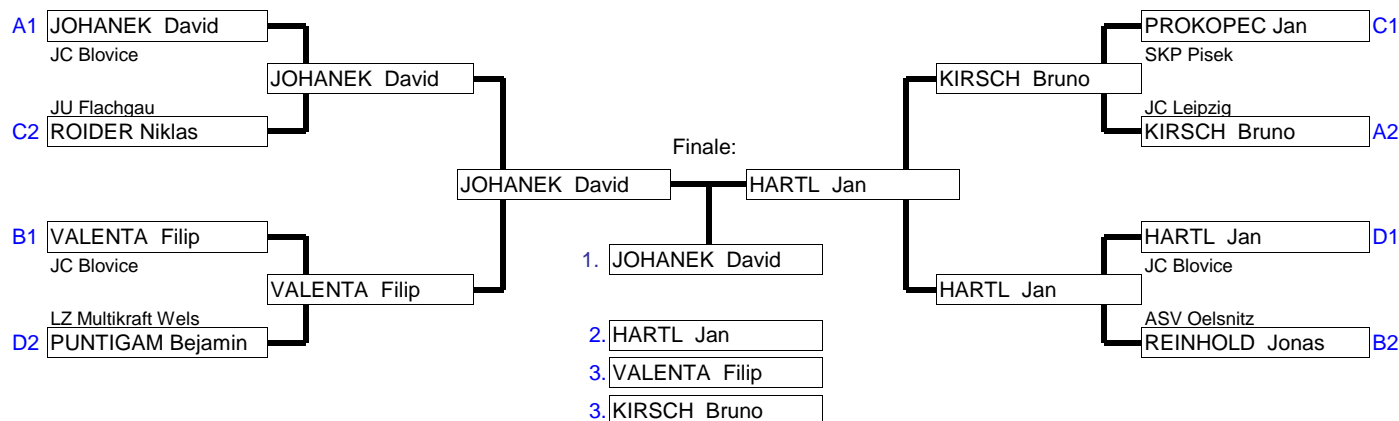 A1 JOHANEK David
JC Blovice
JOHANEK David
JU Flachgau
C2 ROIDER Niklas
JOHANEK David
B1 VALENTA Filip
JC Blovice
VALENTA Filip
LZ Multikraft Wels
D2 PUNTIGAM Bejamin
Finale:
1. JOHANEK David
2. HARTL Jan
3. VALENTA Filip
3. KIRSCH Bruno
HARTL Jan
PROKOPEC Jan C1
SKP Pisek
KIRSCH Bruno
JC Leipzig
KIRSCH Bruno A2
HARTL Jan D1
JC Blovice
HARTL Jan
ASV Oelsnitz
REINHOLD Jonas B2